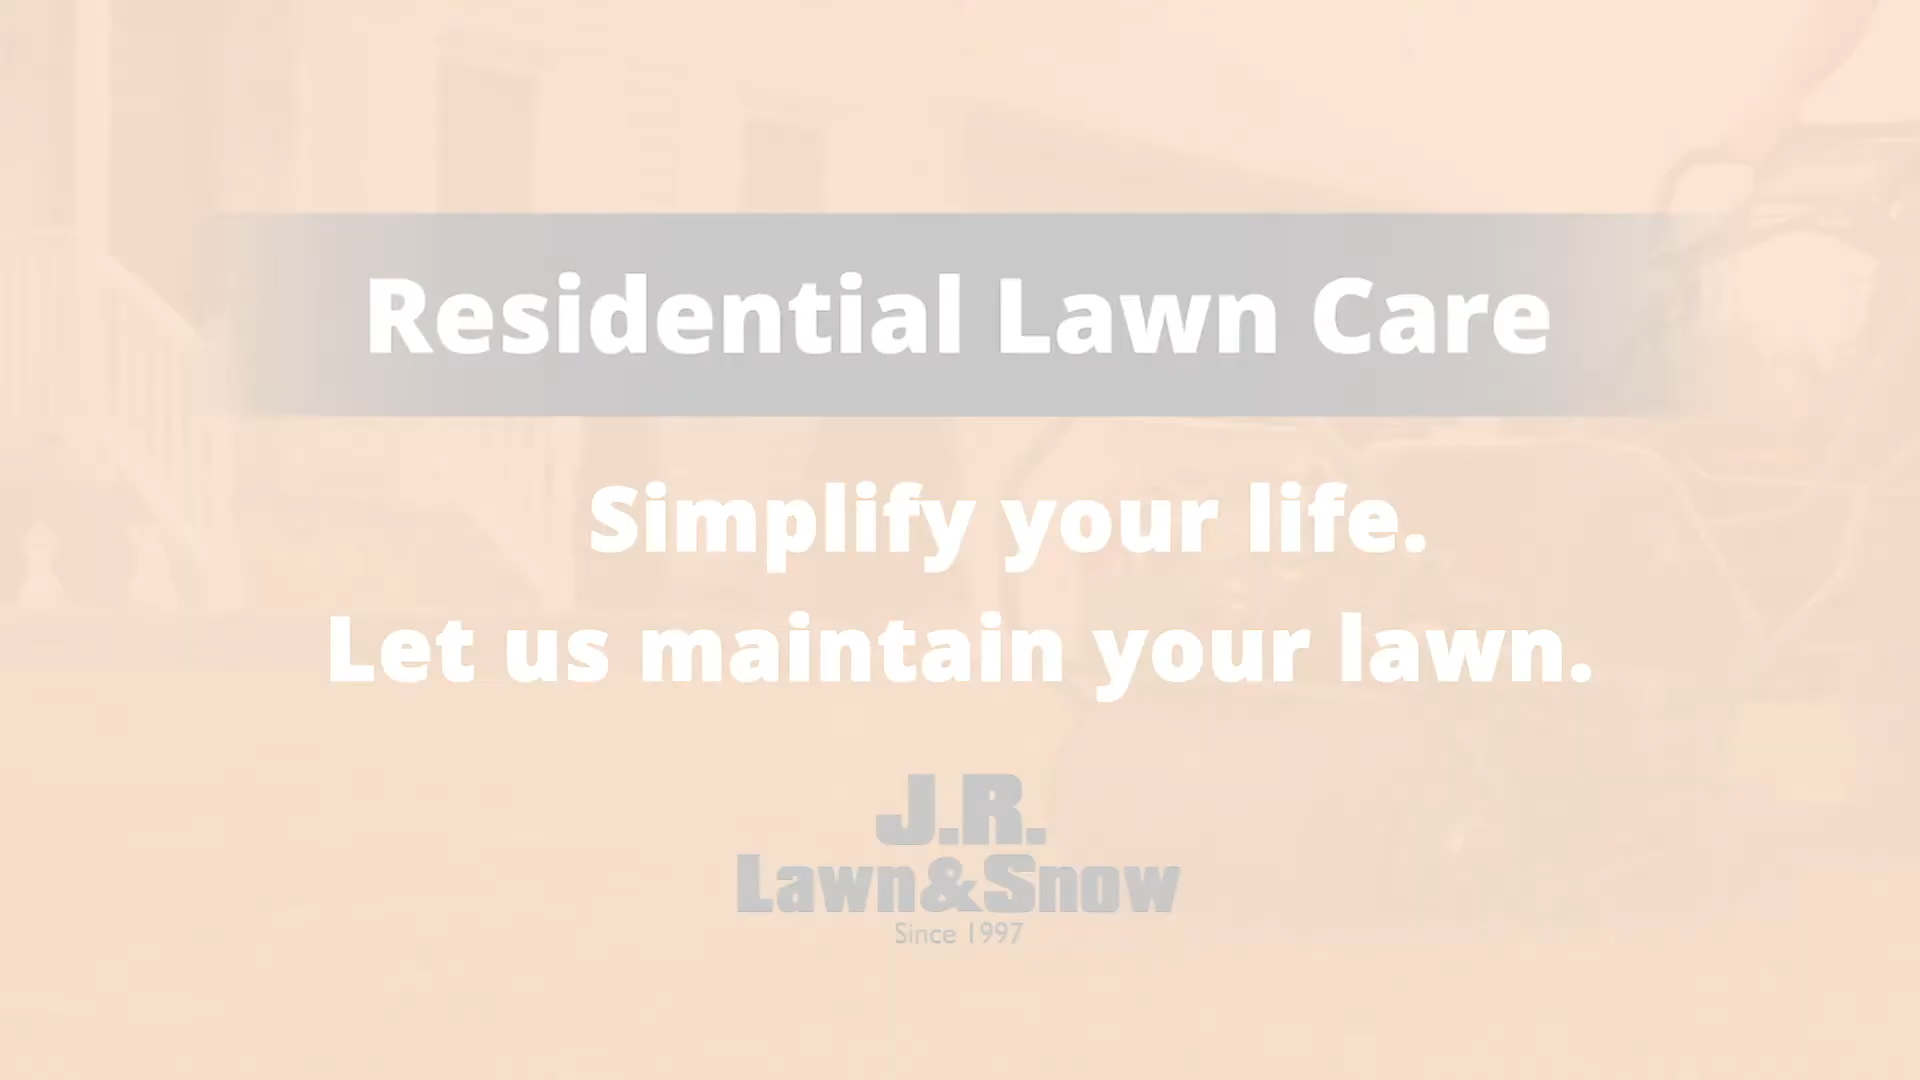 Residential Lawn Care
Simplify your life.
Let us maintain your lawn.
J.R.
Lawn&Snow
Since 1997